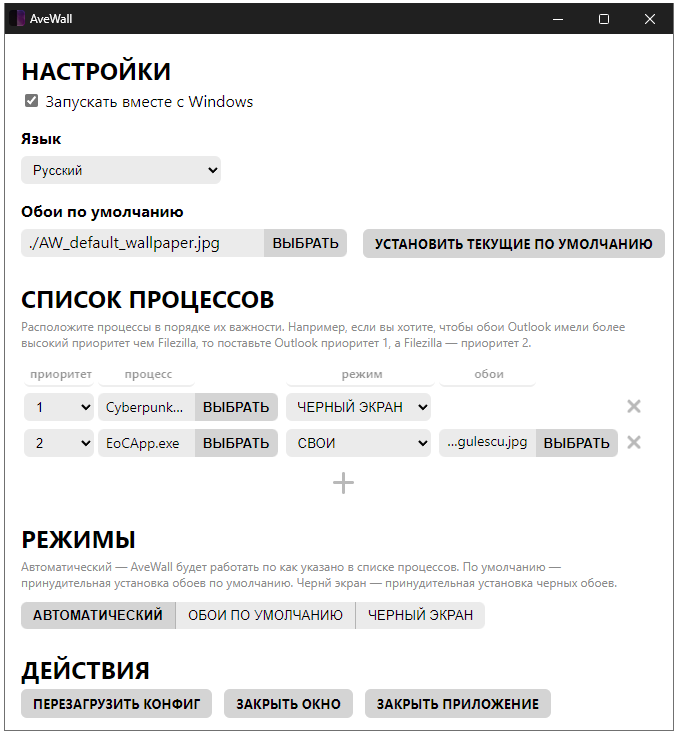 AveWall
НАСТРОЙКИ
Запускать вместе с Windows
Язык
Русский
Обои по умолчанию
./AW_default_wallpaper.jpg ВЫБРАТЬ УСТАНОВИТЬ ТЕКУЩИЕ ПО УМОЛЧАНИЮ
СПИСОК ПРОЦЕССОВ
Расположите процессы в порядке их важности. Например, если вы хотите, чтобы обои Outlook имели более
высокий приоритет чем Filezilla, то поставьте Outlook приоритет 1, а Filezilla — приоритет 2.
приоритет процесс режим обои
1 Cyberpunk... ВЫБРАТЬ ЧЕРНЫЙ ЭКРАН
2 EoCApp.exe ВЫБРАТЬ СВОИ ...gulescu.jpg ВЫБРАТЬ
РЕЖИМЫ
Автоматический — AveWall будет работать по как указано в списке процессов. По умолчанию —
принудительная установка обоев по умолчанию. Чернй экран — принудительная установка черных обоев.
АВТОМАТИЧЕСКИЙ ОБОИ ПО УМОЛЧАНИЮ ЧЕРНЫЙ ЭКРАН
ДЕЙСТВИЯ
ПЕРЕЗАГРУЗИТЬ КОНФИГ ЗАКРЫТЬ ОКНО ЗАКРЫТЬ ПРИЛОЖЕНИЕ